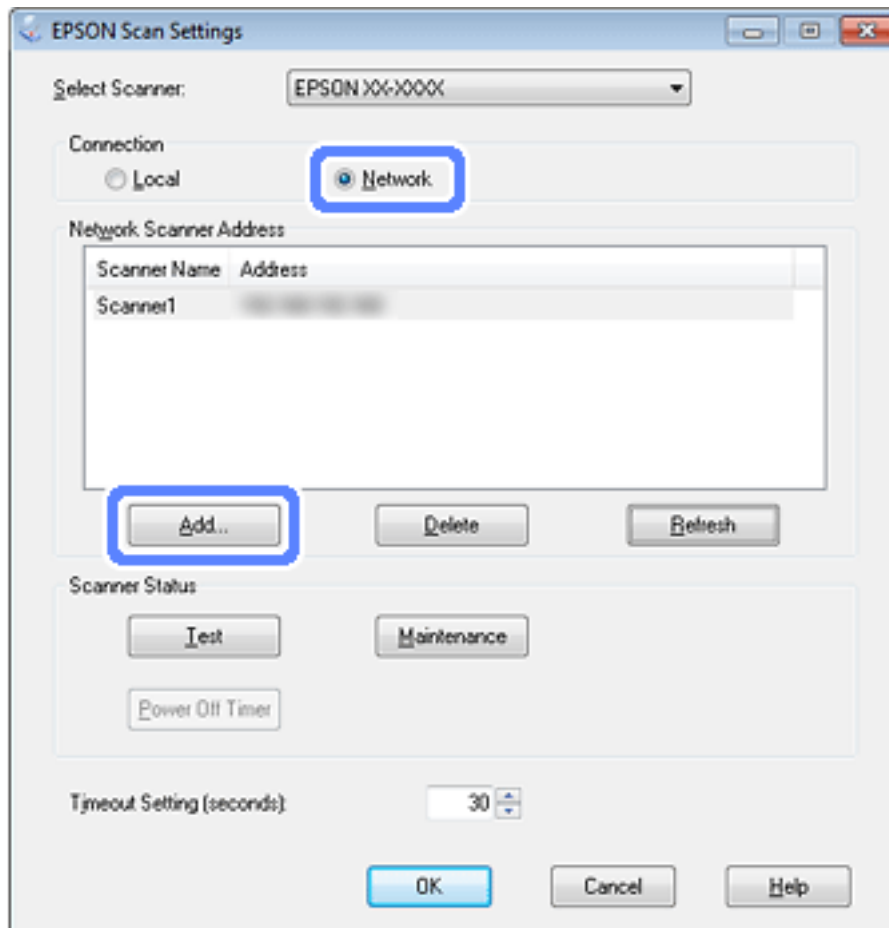 EPSON Scan Settings
Select Scanner: EPSON XX-XXXX
Connection
Local Network
Network Scanner Address
Scanner Name Address
Scanner1
Add... Delete Refresh
Scanner Status
Test Maintenance
Power Off Timer
Timeout Setting (seconds): 30
OK Cancel Help